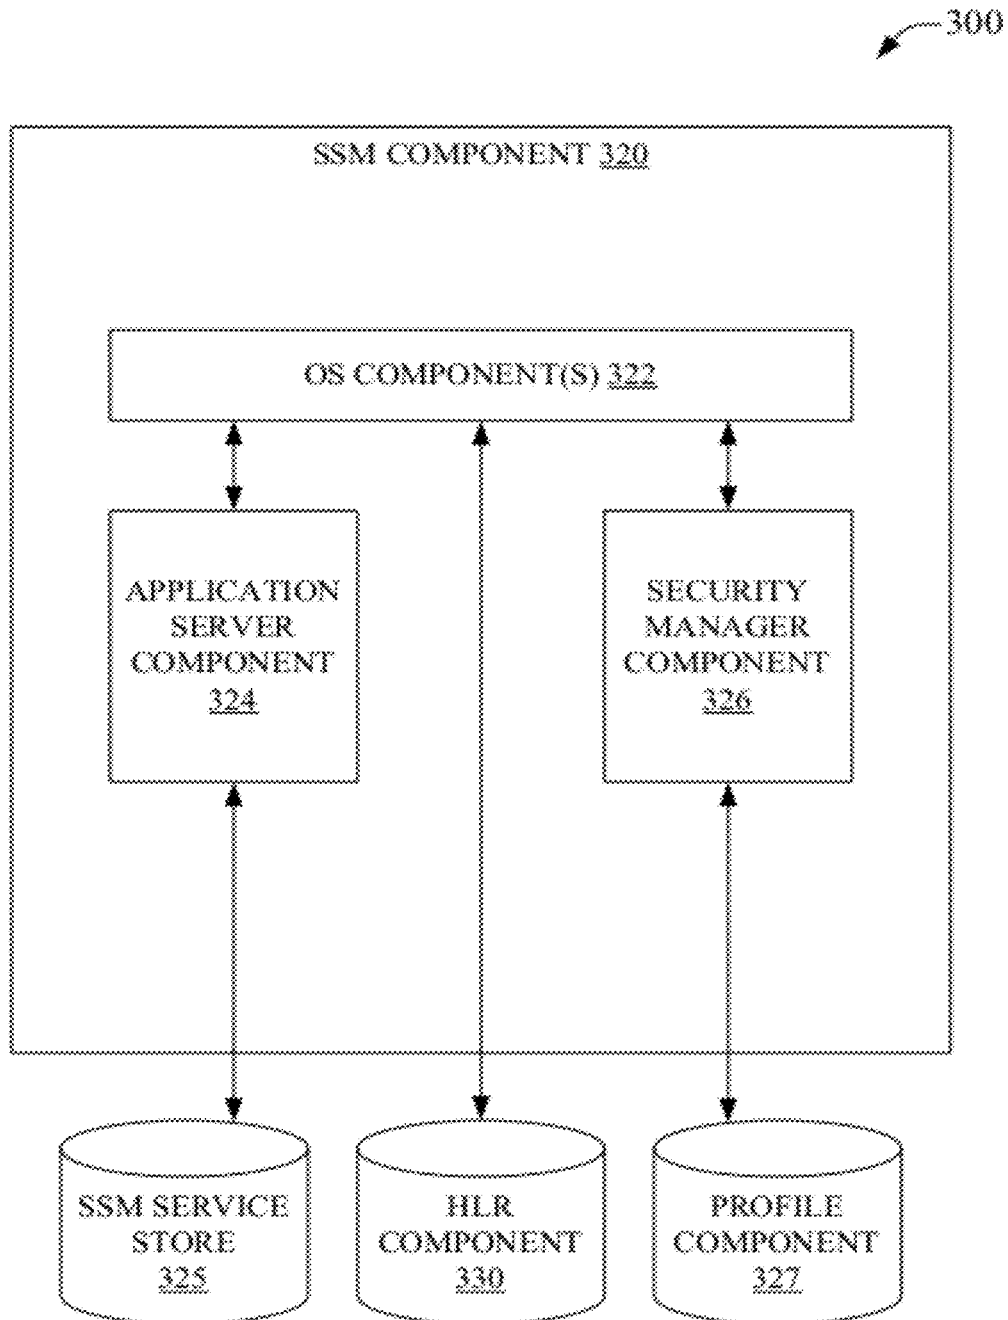 300
SSM COMPONENT 320
OS COMPONENT(S) 322
APPLICATION
SERVER
COMPONENT
324
SECURITY
MANAGER
COMPONENT
326
SSM SERVICE
STORE
325
HLR
COMPONENT
330
PROFILE
COMPONENT
327